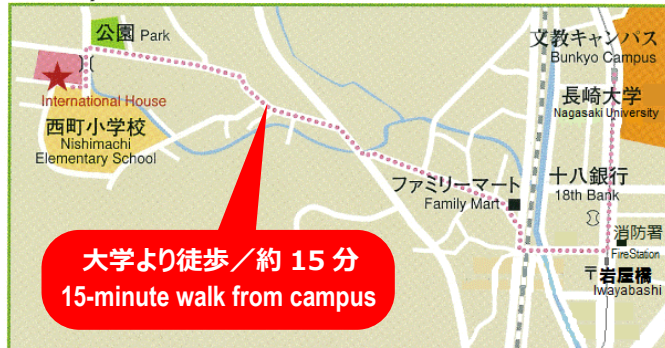 公園 Park
International House
西町小学校
Nishimachi
Elementary School
文教キャンパス
Bunkyo Campus
長崎大学
Nagasaki University
ファミリーマート
Family Mart
十八銀行
18th Bank
消防署
FireStation
〒岩屋橋
Iwayabashi
大学より徒歩／約 15 分
15-minute walk from campus